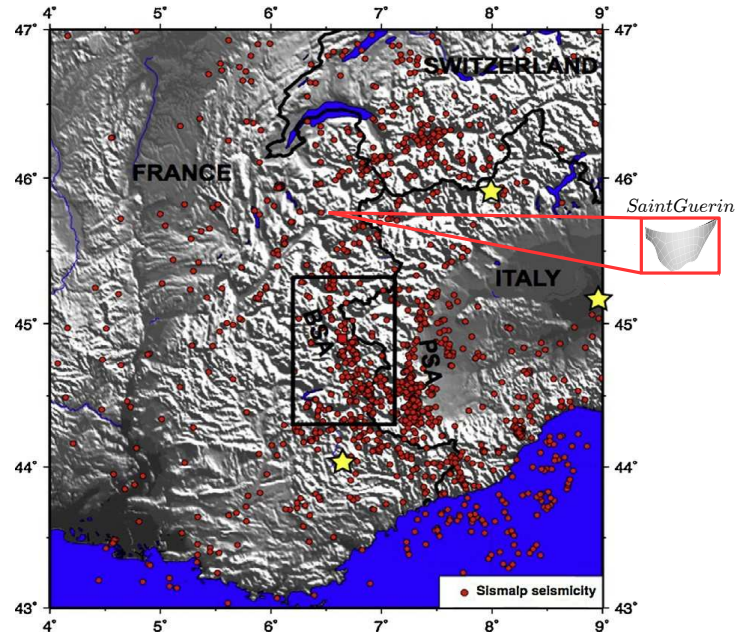 4° 5° 6° 7° 8° 9°
47° 47°
SWITZERLAND
46° 46°
FRANCE
SaintGuerin
ITALY
BSA
PSA
45° 45°
44° 44°
Sismalp seismicity
43° 43°
4° 5° 6° 7° 8° 9°